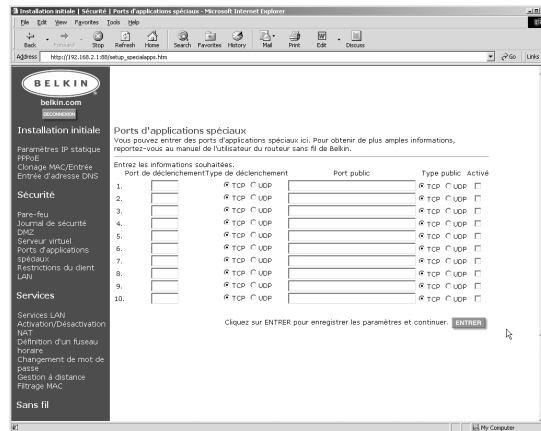 Installation initiale | Sécurité | Ports d'applications spéciaux - Microsoft Internet Explorer
File Edit View Favorites Tools Help
Back Forward Stop Refresh Home Search Favorites History Mail Print Edit Discuss
Address https://192.168.2.1:88/setup_specialapps.htm Go Links
BELKIN
belkin.com
DECONNEXION
Installation initiale
Paramètres IP statique
PPPoE
Clonage MAC/Entrée
Entrée d'adresse DNS
Sécurité
Pare-feu
Journal de sécurité
DMZ
Serveur virtuel
Ports d'applications
spéciaux
Restrictions du client
LAN
Services
Services LAN
Activation/Désactivation
NAT
Définition d'un fuseau
horaire
Changement de mot de
passe
Gestion à distance
Filtrage MAC
Sans fil
Ports d'applications spéciaux
Vous pouvez entrer des ports d'applications spéciaux ici. Pour obtenir de plus amples informations,
reportez-vous au manual de l'utilisateur du routeur sans fil de Belkin.
Entrez les informations souhaitées.
Port de déclenchement Type de déclenchement Port public Type public Activé
1. TCP UDP TCP UDP
2. TCP UDP TCP UDP
3. TCP UDP TCP UDP
4. TCP UDP TCP UDP
5. TCP UDP TCP UDP
6. TCP UDP TCP UDP
7. TCP UDP TCP UDP
8. TCP UDP TCP UDP
9. TCP UDP TCP UDP
10. TCP UDP TCP UDP
Cliquez sur ENTRER pour enregistrer les paramètres et continuer. ENTRER
My Computer